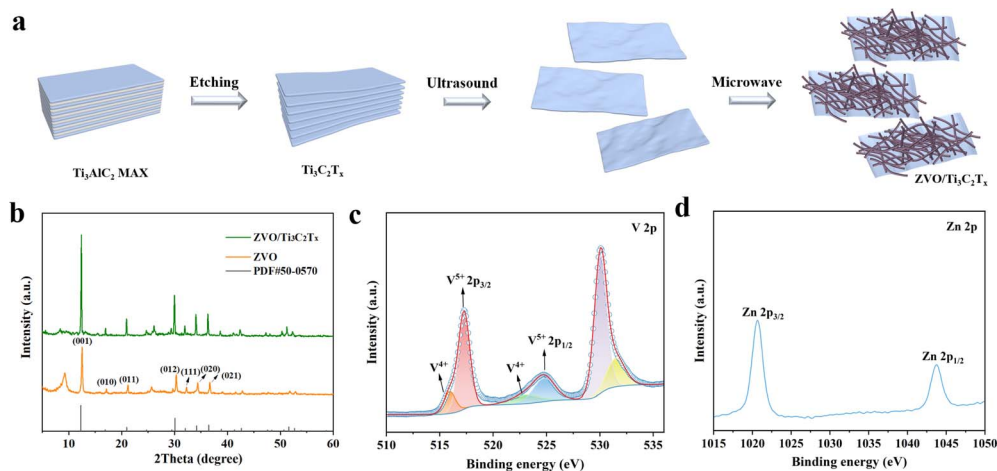 a
Etching
Ultrasound
Microwave
Ti₃AlC₂ MAX
Ti₃C₂Tₓ
ZVO/Ti₃C₂Tₓ
b
ZVO/Ti₃C₂Tₓ
ZVO
PDF#50-0570
(001)
(010)
(011)
(012)
(111)
(020)
(021)
Intensity (a.u.)
10 20 30 40 50 60
2Theta (degree)
c
V 2p
V⁵⁺ 2p₃/₂
V⁴⁺
V⁴⁺
V⁵⁺ 2p₁/₂
Intensity (a.u.)
510 515 520 525 530 535
Binding energy (eV)
d
Zn 2p
Zn 2p₃/₂
Zn 2p₁/₂
Intensity (a.u.)
1015 1020 1025 1030 1035 1040 1045 1050
Binding energy (eV)